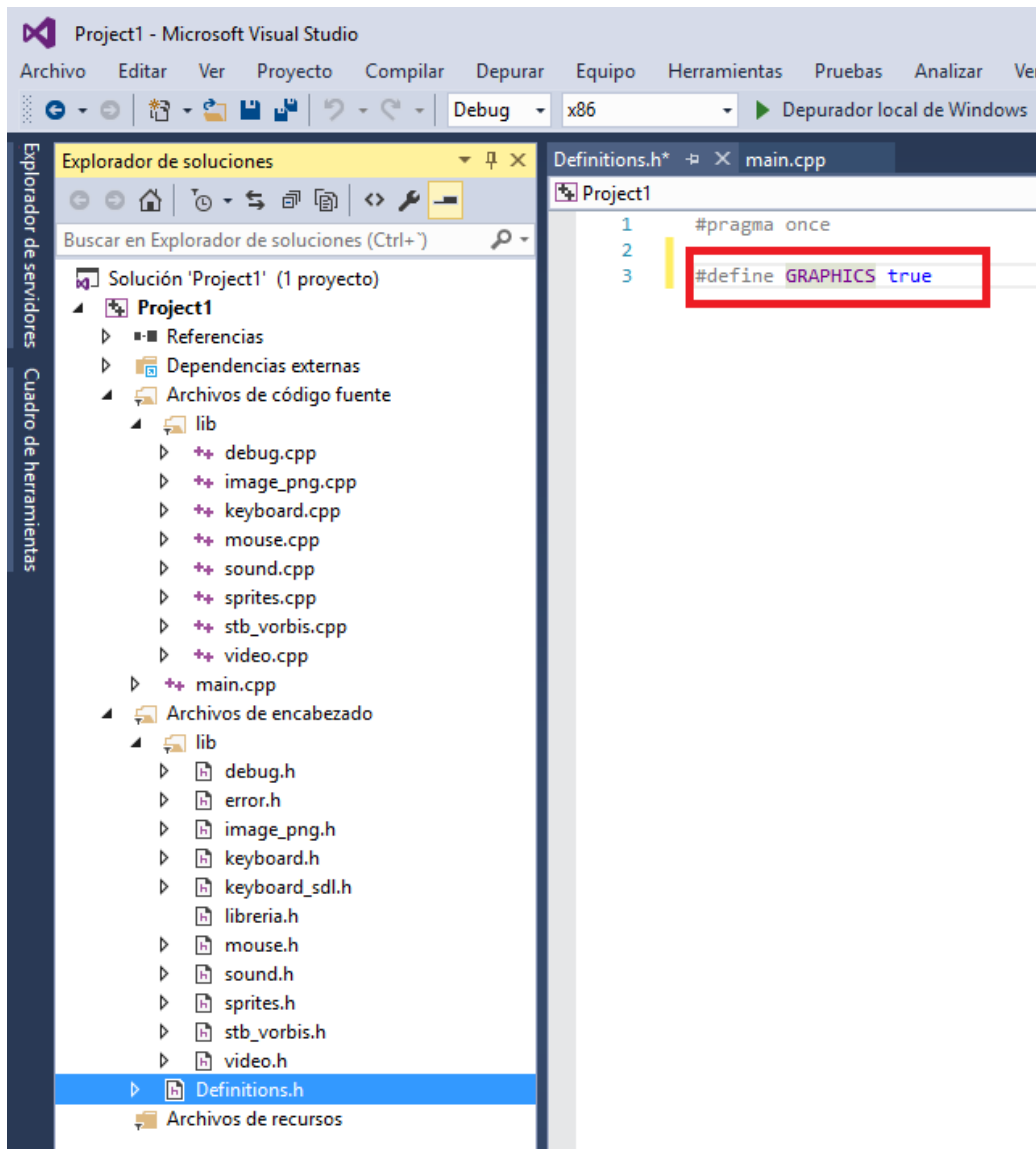 Project1 - Microsoft Visual Studio
Archivo Editar Ver Proyecto Compilar Depurar Equipo Herramientas Pruebas Analizar
Debug x86 Depurador local de Windows
Explorador de servidores
Cuadro de herramientas
Explorador de soluciones
Buscar en Explorador de soluciones (Ctrl+`)
Solución 'Project1' (1 proyecto)
Project1
Referencias
Dependencias externas
Archivos de código fuente
lib
debug.cpp
image_png.cpp
keyboard.cpp
mouse.cpp
sound.cpp
sprites.cpp
stb_vorbis.cpp
video.cpp
main.cpp
Archivos de encabezado
lib
debug.h
error.h
image_png.h
keyboard.h
keyboard_sdl.h
libreria.h
mouse.h
sound.h
sprites.h
stb_vorbis.h
video.h
Definitions.h
Archivos de recursos
Definitions.h* main.cpp
Project1
1 #pragma once
2
3 #define GRAPHICS true